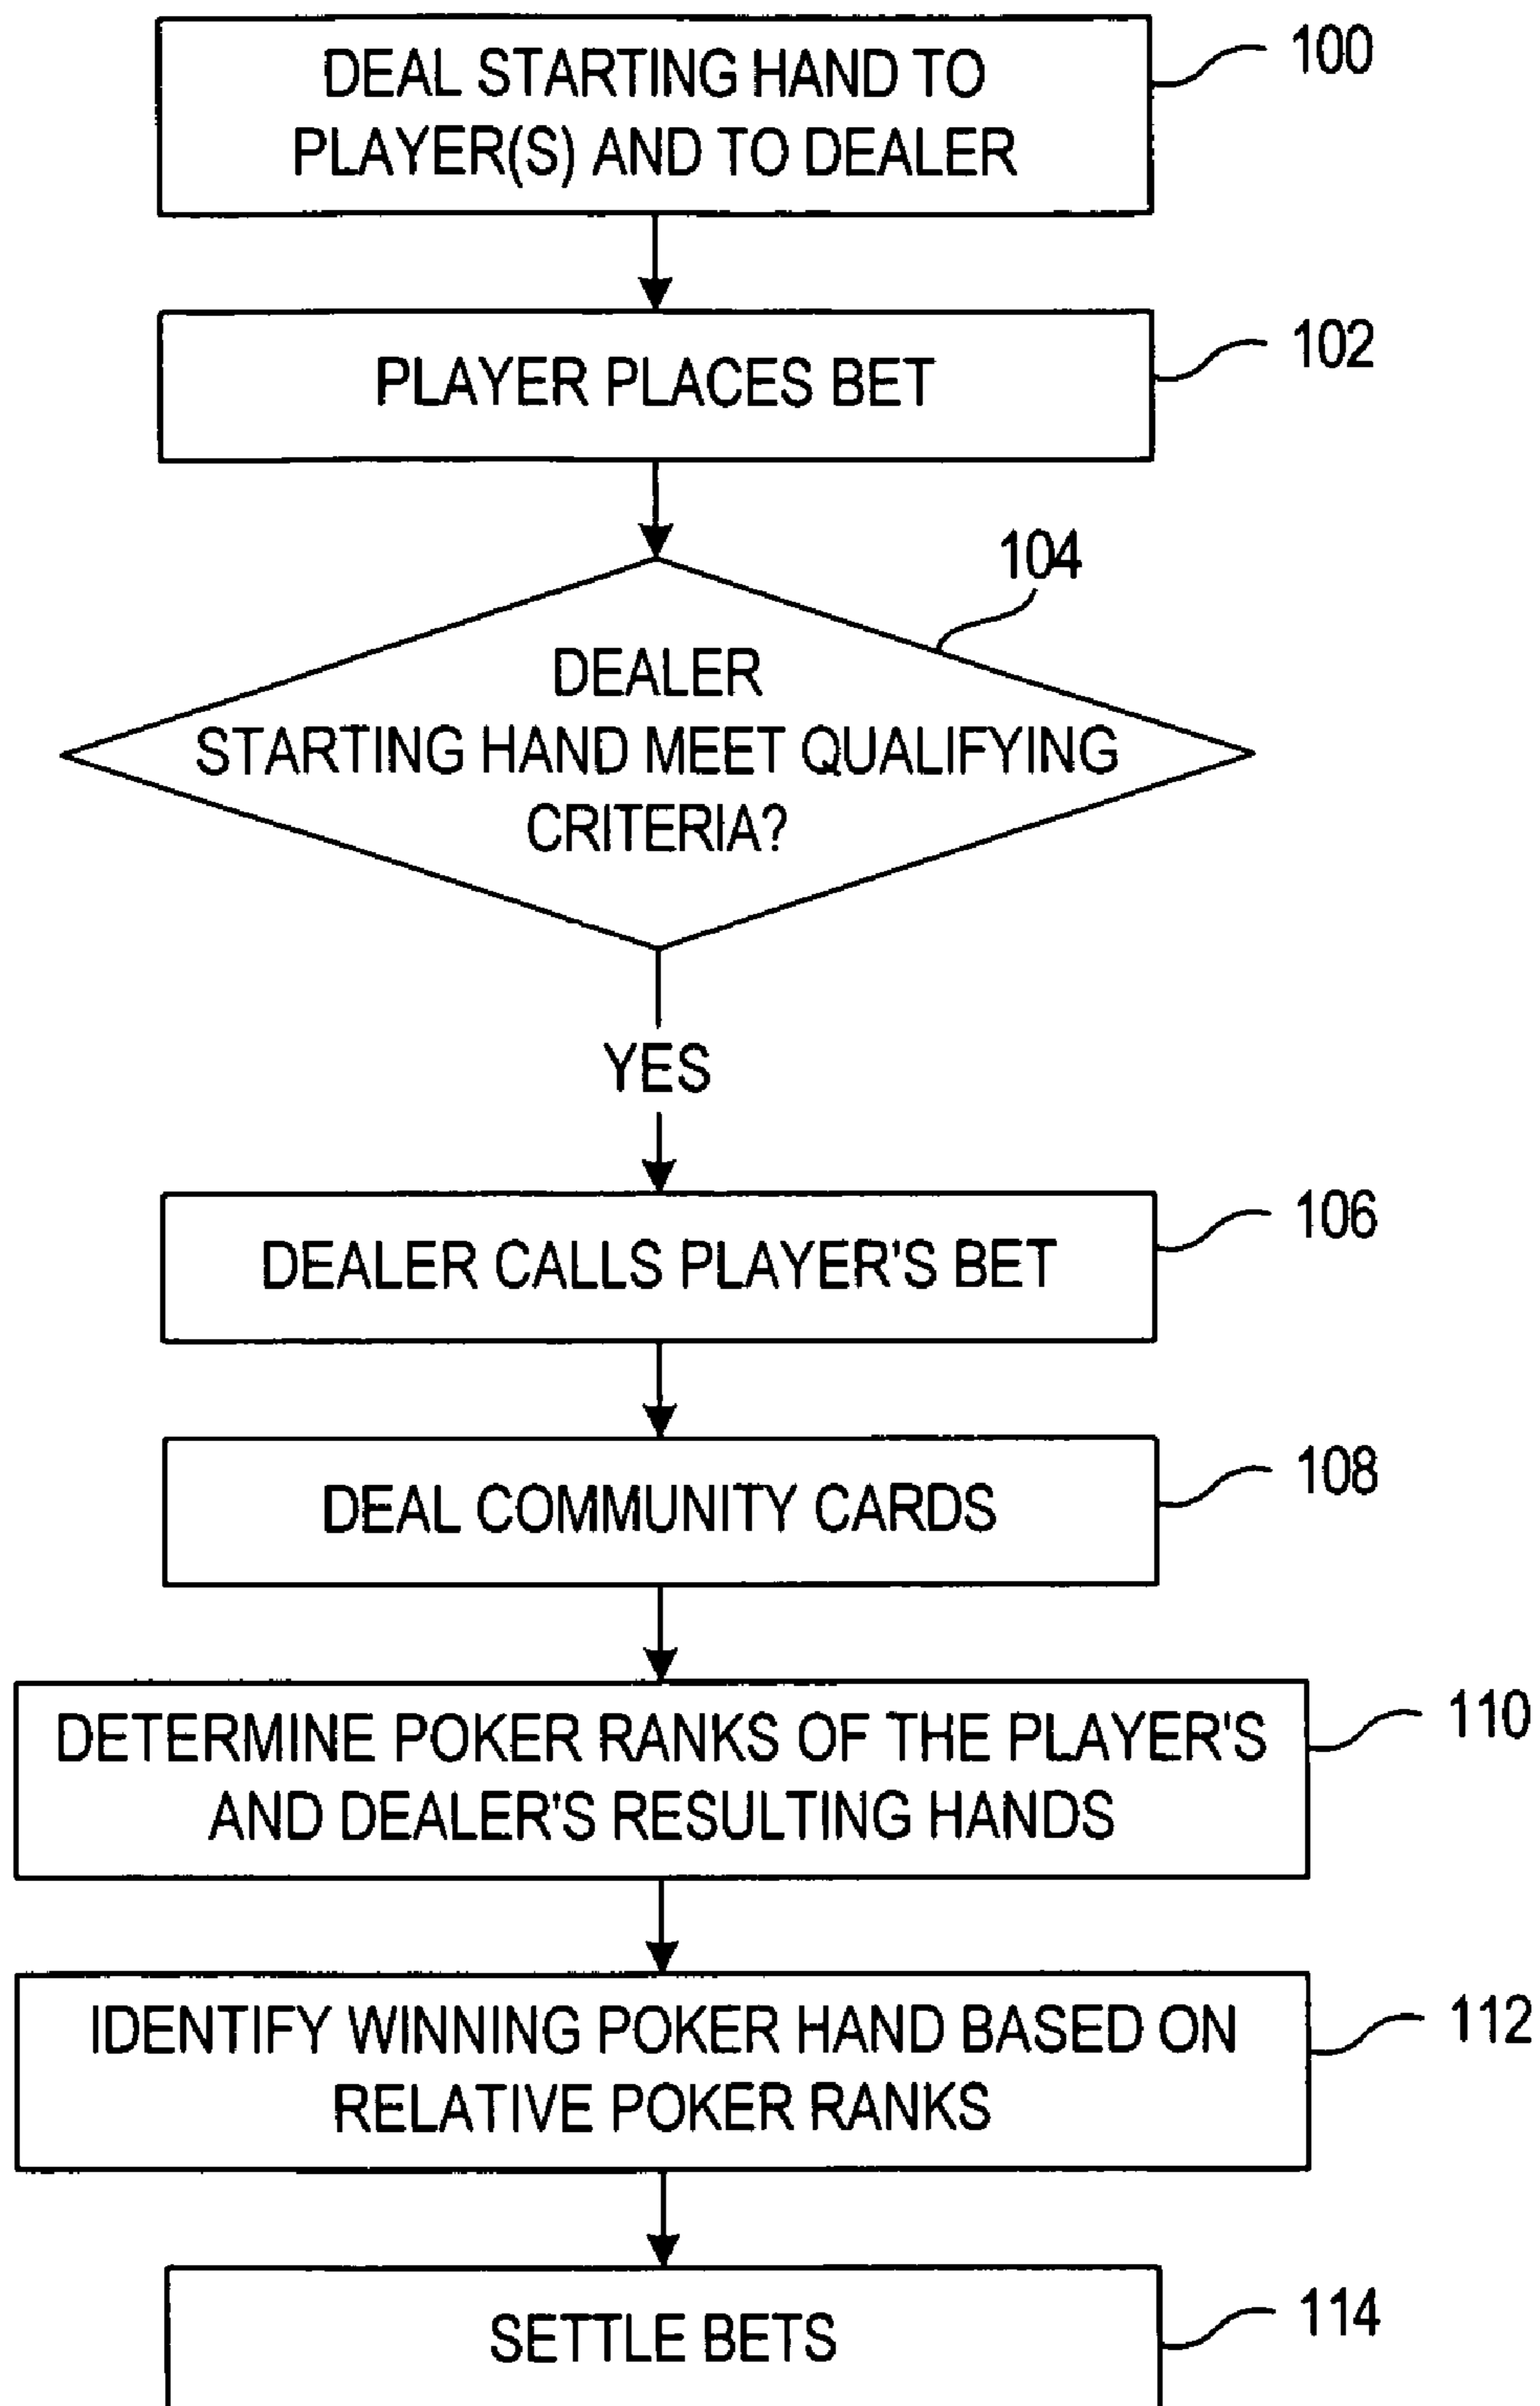 DEAL STARTING HAND TO
PLAYER(S) AND TO DEALER
100
PLAYER PLACES BET
102
104
DEALER
STARTING HAND MEET QUALIFYING
CRITERIA?
YES
DEALER CALLS PLAYER'S BET
106
DEAL COMMUNITY CARDS
108
DETERMINE POKER RANKS OF THE PLAYER'S
AND DEALER'S RESULTING HANDS
110
IDENTIFY WINNING POKER HAND BASED ON
RELATIVE POKER RANKS
112
SETTLE BETS
114